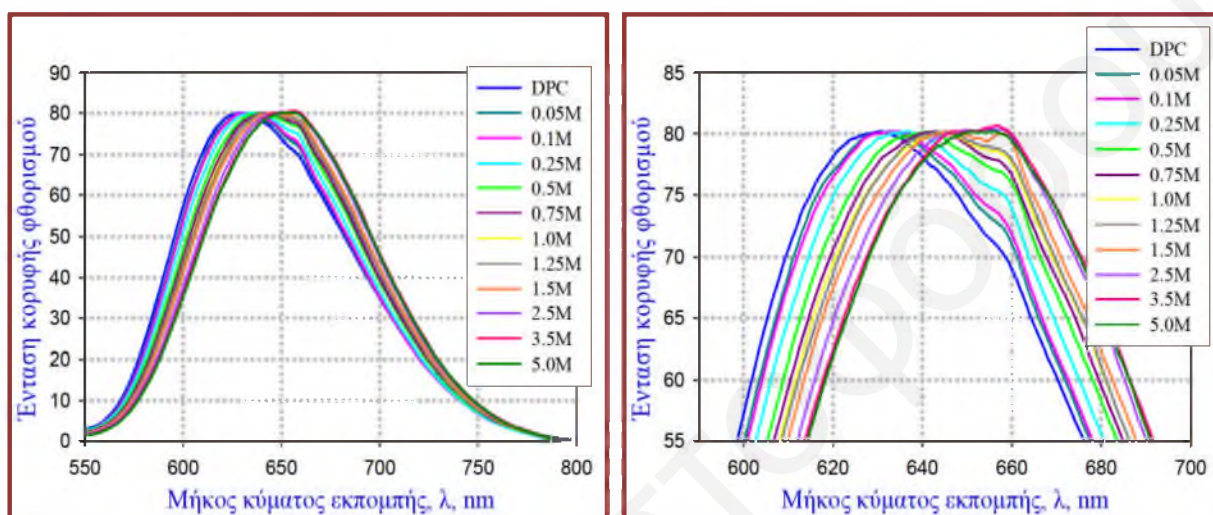 90
80
70
60
50
40
30
20
10
0
550
600
650
700
750
800
Ένταση κορυφής φθορισμού
Μήκος κύματος εκπομπής, λ, nm
DPC
0.05M
0.1M
0.25M
0.5M
0.75M
1.0M
1.25M
1.5M
2.5M
3.5M
5.0M
85
80
75
70
65
60
55
600
620
640
660
680
700
Ένταση κορυφής φθορισμού
Μήκος κύματος εκπομπής, λ, nm
DPC
0.05M
0.1M
0.25M
0.5M
0.75M
1.0M
1.25M
1.5M
2.5M
3.5M
5.0M